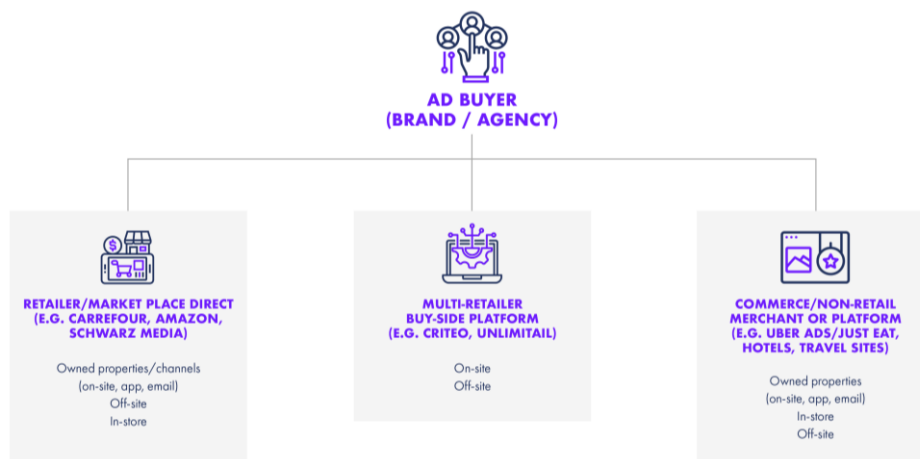 AD BUYER
(BRAND / AGENCY)
RETAILER/MARKET PLACE DIRECT
(E.G. CARREFOUR, AMAZON,
SCHWARZ MEDIA)
Owned properties/channels
(on-site, app, email)
Off-site
In-store
MULTI-RETAILER
BUY-SIDE PLATFORM
(E.G. CRITEO, UNLIMITAIL)
On-site
Off-site
COMMERCE/NON-RETAIL
MERCHANT OR PLATFORM
(E.G. UBER ADS/JUST EAT,
HOTELS, TRAVEL SITES)
Owned properties
(on-site, app, email)
In-store
Off-site